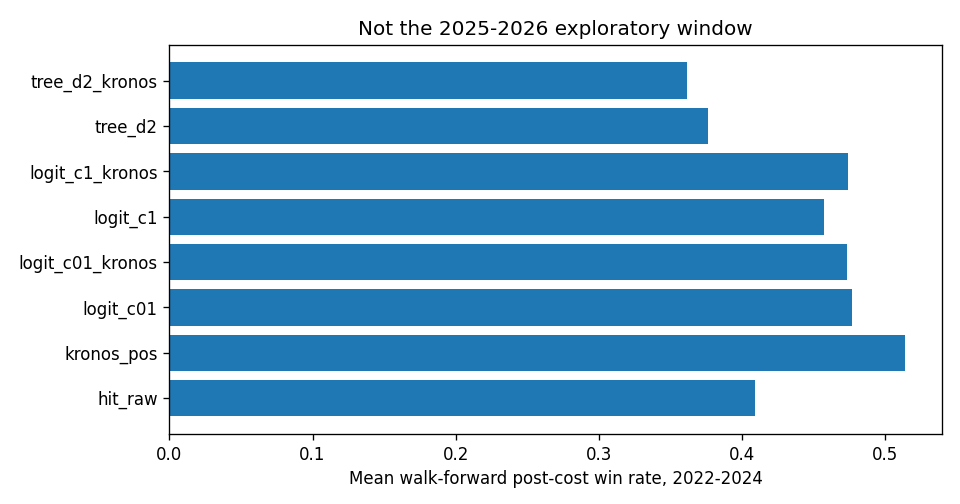 Not the 2025-2026 exploratory window
tree_d2_kronos
tree_d2
logit_c1_kronos
logit_c1
logit_c01_kronos
logit_c01
kronos_pos
hit_raw
0.0 0.1 0.2 0.3 0.4 0.5
Mean walk-forward post-cost win rate, 2022-2024